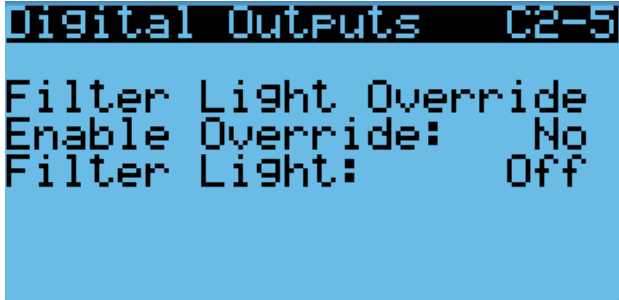 Digital Outputs C2-5
Filter Light Override
Enable Override: No
Filter Light: Off